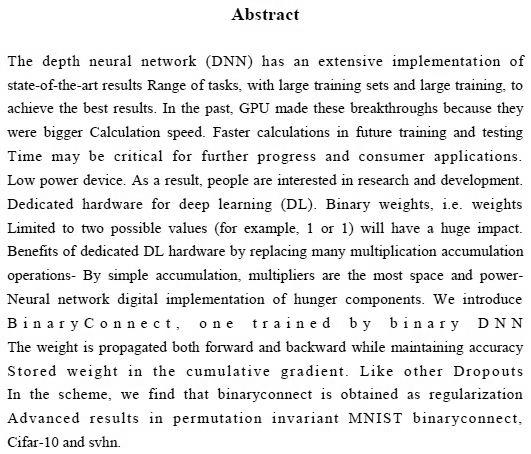 Abstract
The depth neural network (DNN) has an extensive implementation of
state-of-the-art results Range of tasks, with large training sets and large training, to
achieve the best results. In the past, GPU made these breakthroughs because they
were bigger Calculation speed. Faster calculations in future training and testing
Time may be critical for further progress and consumer applications.
Low power device. As a result, people are interested in research and development.
Dedicated hardware for deep learning (DL). Binary weights, i.e. weights
Limited to two possible values (for example, 1 or 1) will have a huge impact.
Benefits of dedicated DL hardware by replacing many multiplication accumulation
operations- By simple accumulation, multipliers are the most space and power-
Neural network digital implementation of hunger components. We introduce
BinaryConnect, one trained by binary DNN
The weight is propagated both forward and backward while maintaining accuracy
Stored weight in the cumulative gradient. Like other Dropouts
In the scheme, we find that binaryconnect is obtained as regularization
Advanced results in permutation invariant MNIST binaryconnect,
Cifar-10 and svhn.